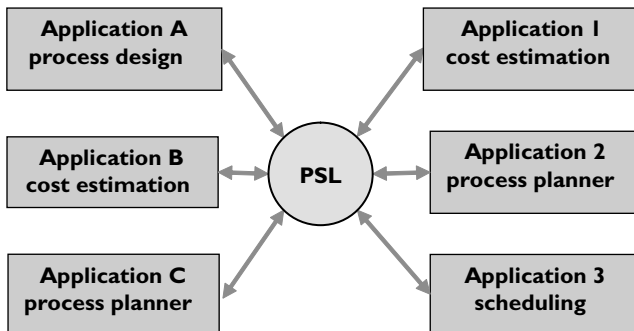 Application A
process design
Application 1
cost estimation
Application B
cost estimation
PSL
Application 2
process planner
Application C
process planner
Application 3
scheduling